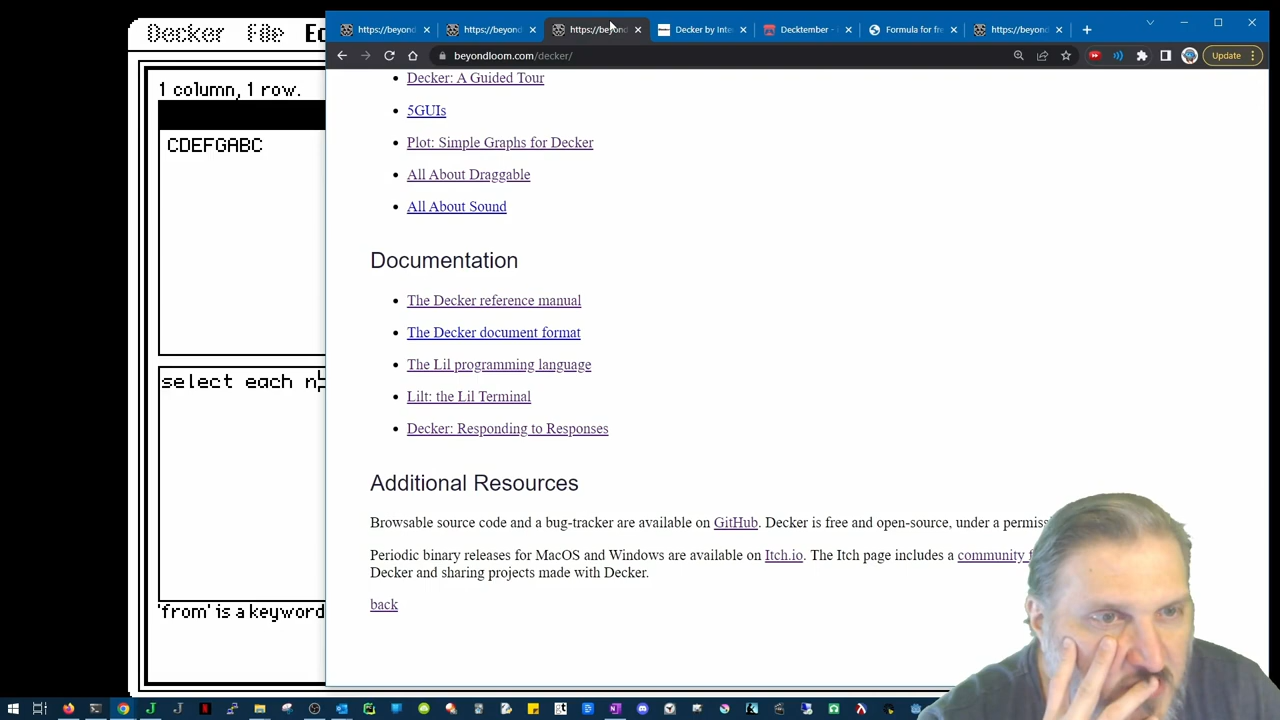 Decker File
https://beyond
https://beyond
https://beyond
Decker by Inte
Decktember -
Formula for fre
https://beyond
beyondloom.com/decker/
Update
1 column, 1 row.
CDEFGABC
select each n
'from' is a keyword
Decker: A Guided Tour
5GUIs
Plot: Simple Graphs for Decker
All About Draggable
All About Sound
Documentation
The Decker reference manual
The Decker document format
The Lil programming language
Lilt: the Lil Terminal
Decker: Responding to Responses
Additional Resources
Browsable source code and a bug-tracker are available on GitHub. Decker is free and open-source, under a permis
Periodic binary releases for MacOS and Windows are available on Itch.io. The Itch page includes a community f
Decker and sharing projects made with Decker.
back